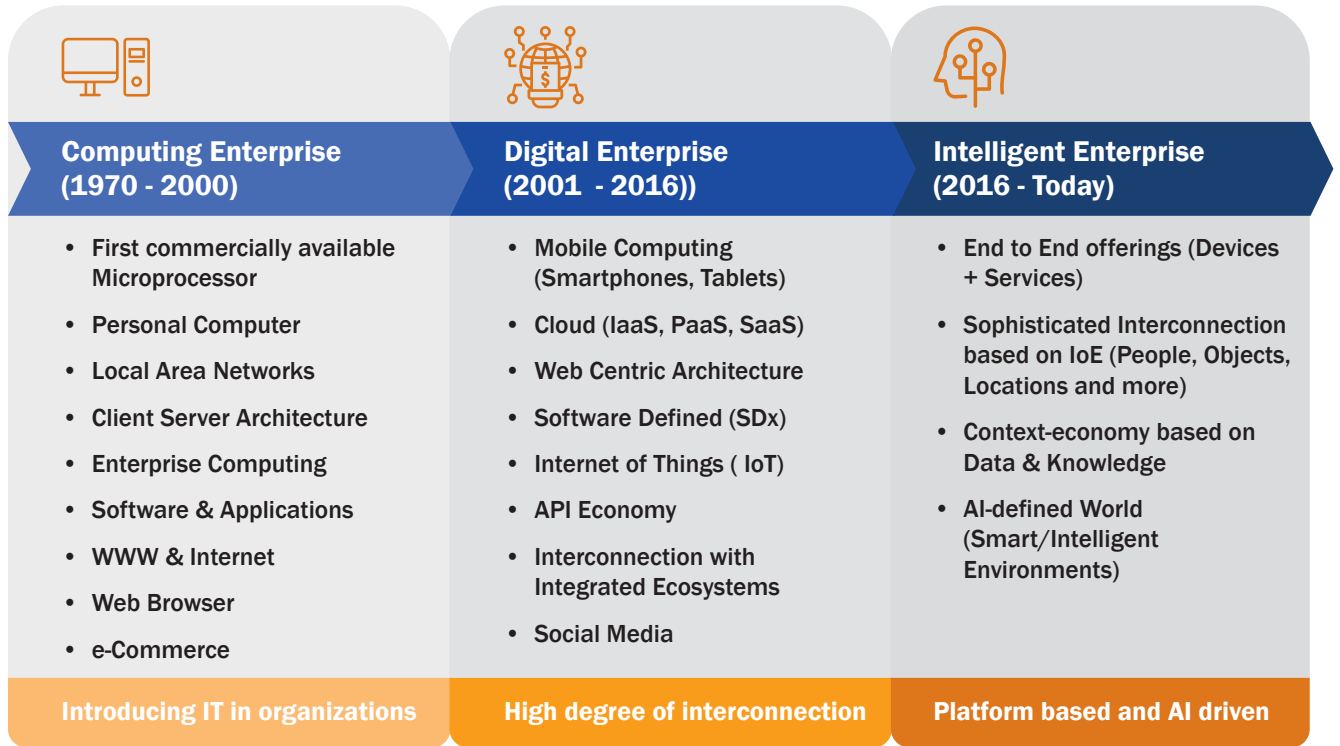 $
Computing Enterprise
(1970 - 2000)
• First commercially available
Microprocessor
• Personal Computer
• Local Area Networks
• Client Server Architecture
• Enterprise Computing
• Software & Applications
• WWW & Internet
• Web Browser
• e-Commerce
Introducing IT in organizations
Digital Enterprise
(2001  - 2016))
• Mobile Computing
(Smartphones, Tablets)
• Cloud (IaaS, PaaS, SaaS)
• Web Centric Architecture
• Software Defined (SDx)
• Internet of Things ( IoT)
• API Economy
• Interconnection with
Integrated Ecosystems
• Social Media
High degree of interconnection
Intelligent Enterprise
(2016 - Today)
• End to End offerings (Devices
+ Services)
• Sophisticated Interconnection
based on IoE (People, Objects,
Locations and more)
• Context-economy based on
Data & Knowledge
• AI-defined World
(Smart/Intelligent
Environments)
Platform based and AI driven